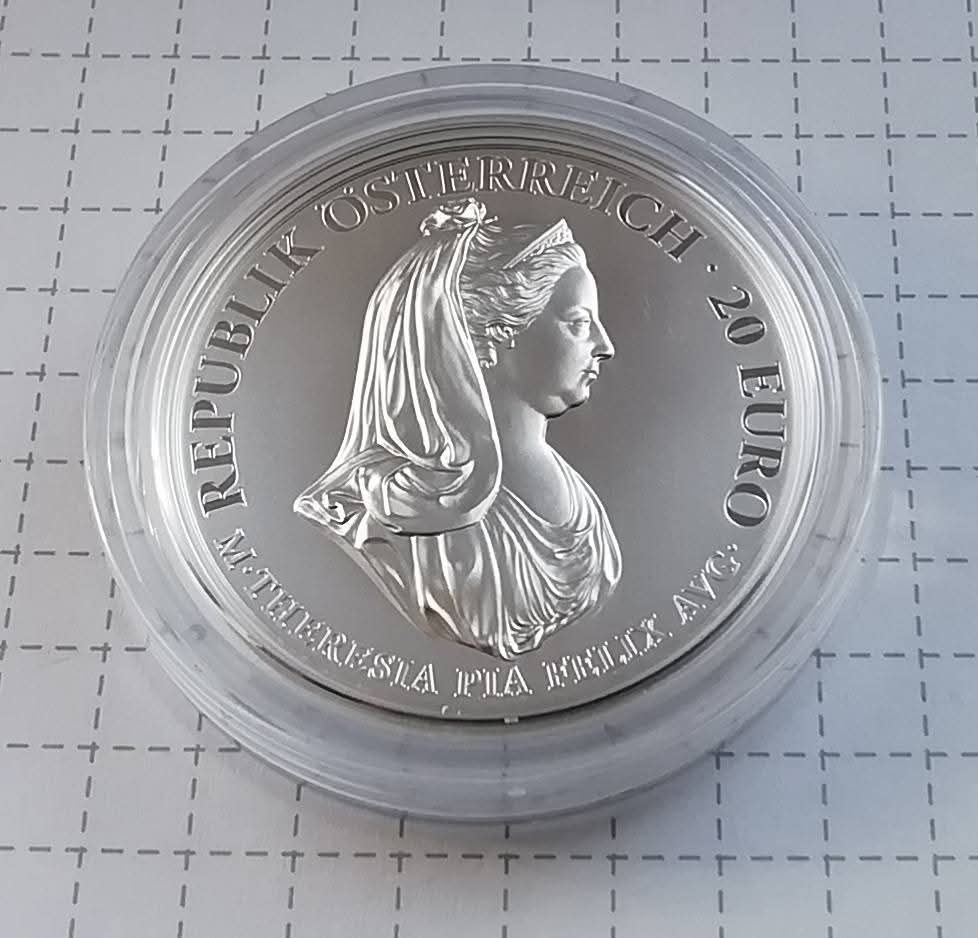 REPUBLIK ÖSTERREICH · 20 EURO
M · THERESIA PIA FELIX AVG ·